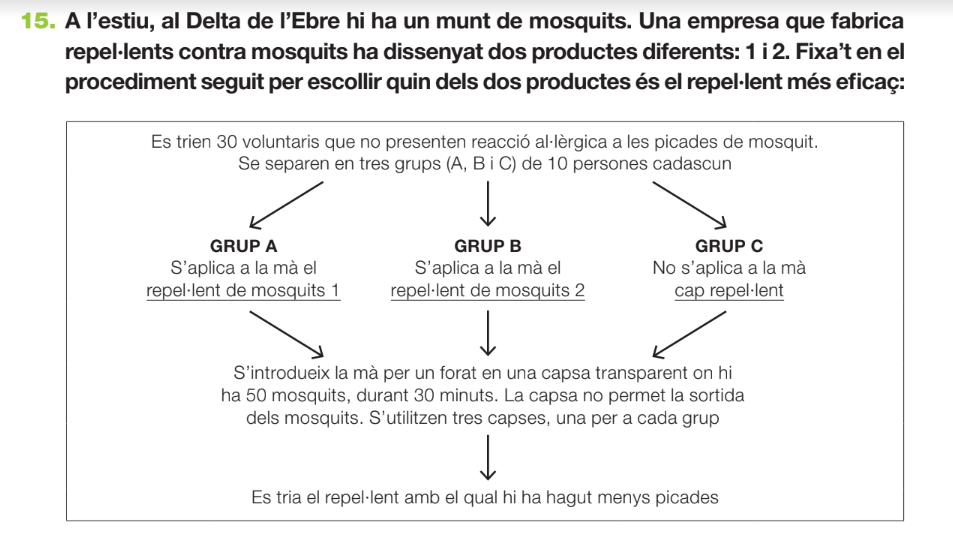 15. A l’estiu, al Delta de l’Ebre hi ha un munt de mosquits. Una empresa que fabrica
repel·lents contra mosquits ha dissenyat dos productes diferents: 1 i 2. Fixa’t en el
procediment seguit per escollir quin dels dos productes és el repel·lent més eficaç:
Es trien 30 voluntaris que no presenten reacció al·lèrgica a les picades de mosquit.
Se separen en tres grups (A, B i C) de 10 persones cadascun
GRUP A
S’aplica a la mà el
repel·lent de mosquits 1
GRUP B
S’aplica a la mà el
repel·lent de mosquits 2
GRUP C
No s’aplica a la mà
cap repel·lent
S’introdueix la mà per un forat en una capsa transparent on hi
ha 50 mosquits, durant 30 minuts. La capsa no permet la sortida
dels mosquits. S’utilitzen tres capses, una per a cada grup
Es tria el repel·lent amb el qual hi ha hagut menys picades